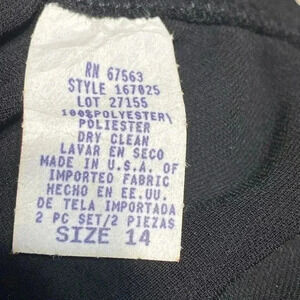 RN 67563
STYLE 167025
LOT 27155
100%POLYESTER\
POLIESTER
DRY CLEAN
LAVAR EN SECO
MADE IN U.S.A. OF
IMPORTED FABRIC
HECHO EN EE.UU.
DE TELA IMPORTADA
2 PC SET/2 PIEZAS
SIZE 14